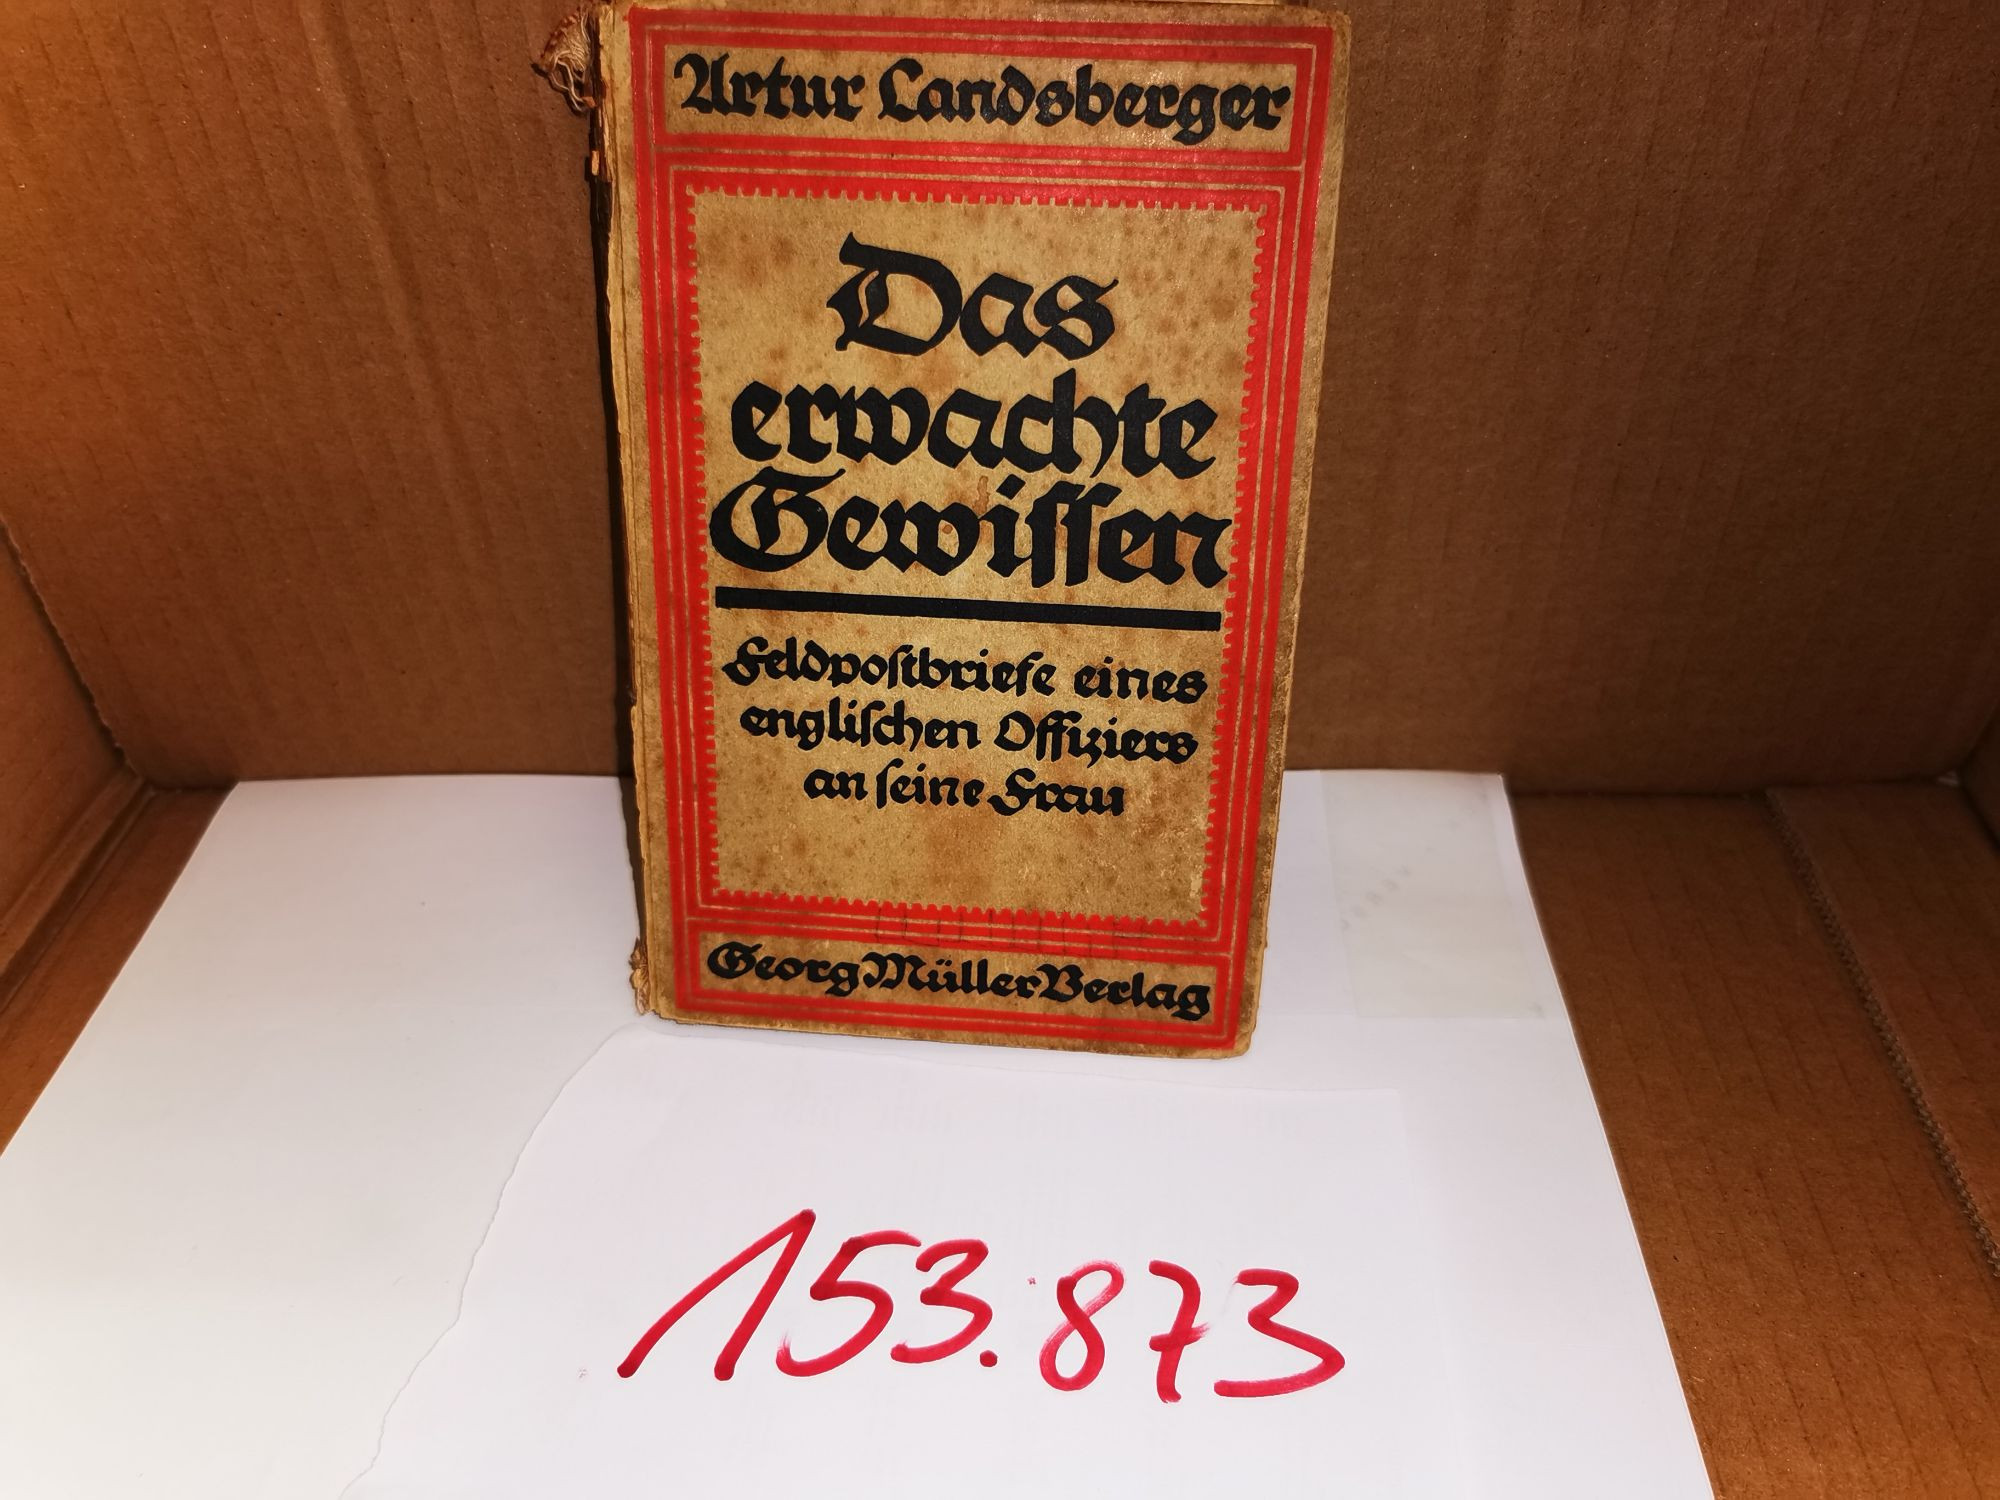 Artur Landsberger
Das
erwachte
Gewiſſen
Feldpoſtbriefe eines
engliſchen Offiziers
an ſeine Frau
Georg Müller Verlag
153.873